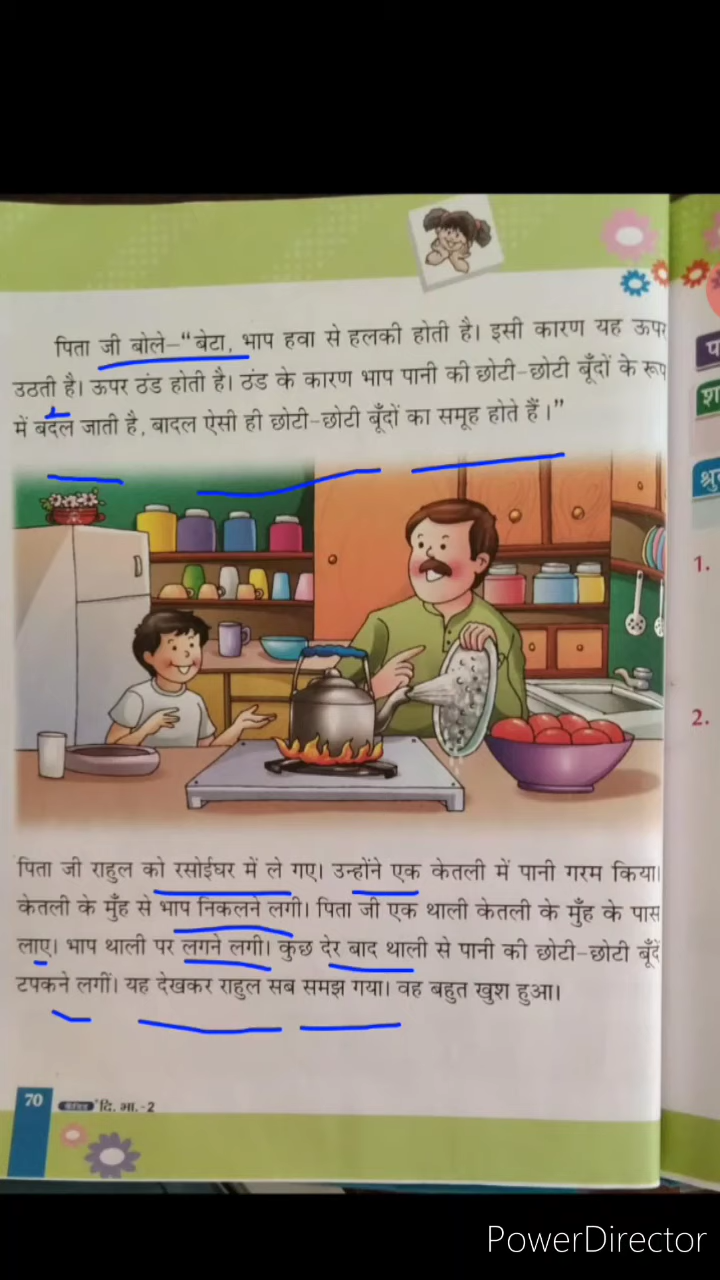 पिता जी बोले–“बेटा, भाप हवा से हलकी होती है। इसी कारण यह ऊपर
उठती है। ऊपर ठंड होती है। ठंड के कारण भाप पानी की छोटी-छोटी बूँदों के रूप
में बदल जाती है, बादल ऐसी ही छोटी-छोटी बूँदों का समूह होते हैं।”
पिता जी राहुल को रसोईघर में ले गए। उन्होंने एक केतली में पानी गरम किया।
केतली के मुँह से भाप निकलने लगी। पिता जी एक थाली केतली के मुँह के पास
लाए। भाप थाली पर लगने लगी। कुछ देर बाद थाली से पानी की छोटी-छोटी बूँदें
टपकने लगीं। यह देखकर राहुल सब समझ गया। वह बहुत खुश हुआ।
70
दि. भा.-2
1.
2.
PowerDirector